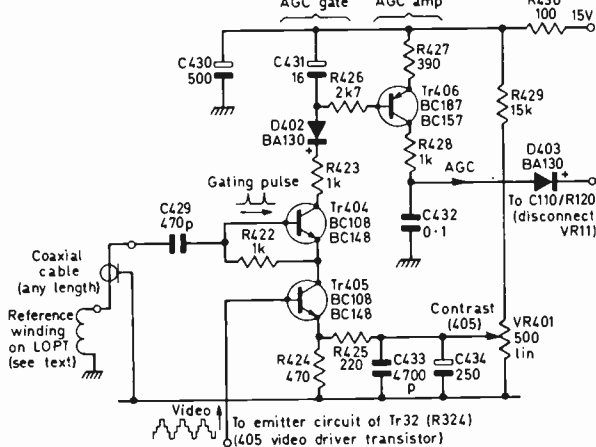 AGC gate
AGC amp
R430
100
15V
C430
500
C431
16
R426
2k7
R427
390
Tr406
BC187
BC157
R429
15k
D402
BA130
+
R428
1k
D403
BA130
+
R423
1k
AGC
To C110/R120
(disconnect
VR11)
Gating pulse
C429
470p
Tr404
BC108
BC148
C432
0·1
R422
1k
Coaxial
cable
(any length)
Tr405
BC108
BC148
Contrast
(405)
Reference
winding
on LOPT
(see text)
VR401
500
lin
R424
470
R425
220
C433
4700
p
C434
250
Video
To emitter circuit of Tr32 (R324)
(405 video driver transistor)